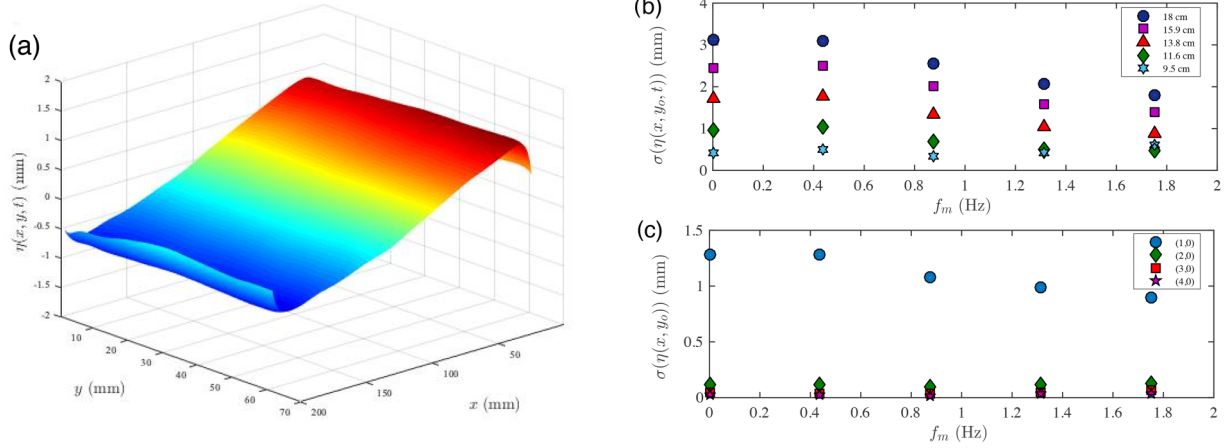 (a)
2
1.5
1
0.5
0
-0.5
-1
-1.5
-2
η(x, y, t) (mm)
10
20
30
40
50
60
70
y (mm)
200
150
100
50
x (mm)
(b)
4
3
2
1
0
σ(η(x, y_o, t)) (mm)
0 0.2 0.4 0.6 0.8 1 1.2 1.4 1.6 1.8 2
f_m (Hz)
18 cm
15.9 cm
13.8 cm
11.6 cm
9.5 cm
(c)
1.5
1
0.5
0
σ(η(x, y_o)) (mm)
0 0.2 0.4 0.6 0.8 1 1.2 1.4 1.6 1.8 2
f_m (Hz)
(1,0)
(2,0)
(3,0)
(4,0)